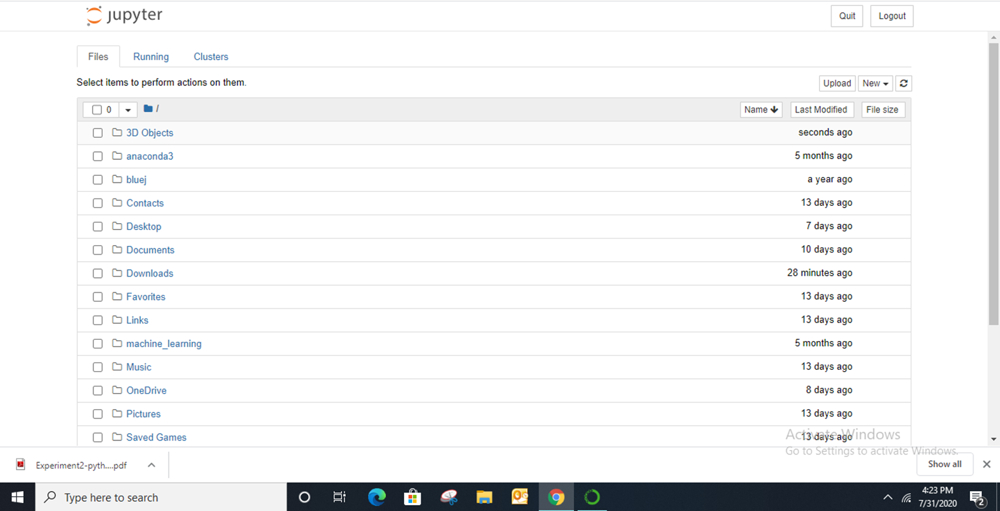 jupyter
Quit Logout
Files Running Clusters
Select items to perform actions on them.
Upload New
0 / Name Last Modified File size
3D Objects seconds ago
anaconda3 5 months ago
bluej a year ago
Contacts 13 days ago
Desktop 7 days ago
Documents 10 days ago
Downloads 28 minutes ago
Favorites 13 days ago
Links 13 days ago
machine_learning 5 months ago
Music 13 days ago
OneDrive 8 days ago
Pictures 13 days ago
Saved Games 13 days ago
Activate Windows
Go to Settings to activate Windows.
Experiment2-pyth....pdf Show all
Type here to search
4:23 PM
7/31/2020
2